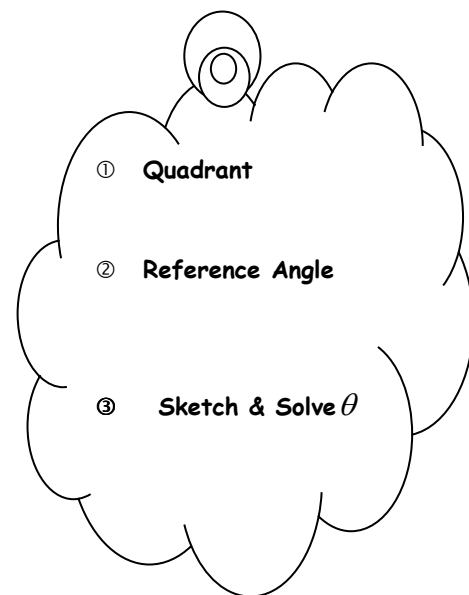 ① Quadrant
② Reference Angle
③ Sketch & Solve θ